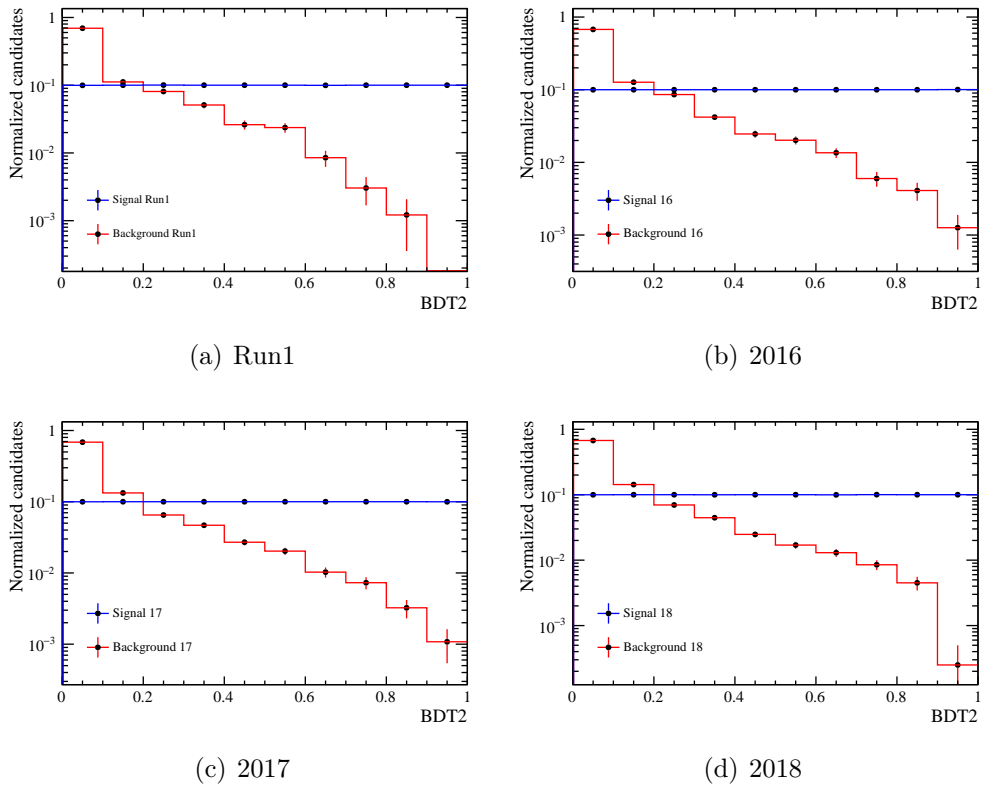 Normalized candidates
1
10⁻¹
10⁻²
10⁻³
Signal Run1
Background Run1
0 0.2 0.4 0.6 0.8 1
BDT2
(a) Run1
Normalized candidates
1
10⁻¹
10⁻²
10⁻³
Signal 16
Background 16
0 0.2 0.4 0.6 0.8 1
BDT2
(b) 2016
Normalized candidates
1
10⁻¹
10⁻²
10⁻³
Signal 17
Background 17
0 0.2 0.4 0.6 0.8 1
BDT2
(c) 2017
Normalized candidates
1
10⁻¹
10⁻²
10⁻³
Signal 18
Background 18
0 0.2 0.4 0.6 0.8 1
BDT2
(d) 2018